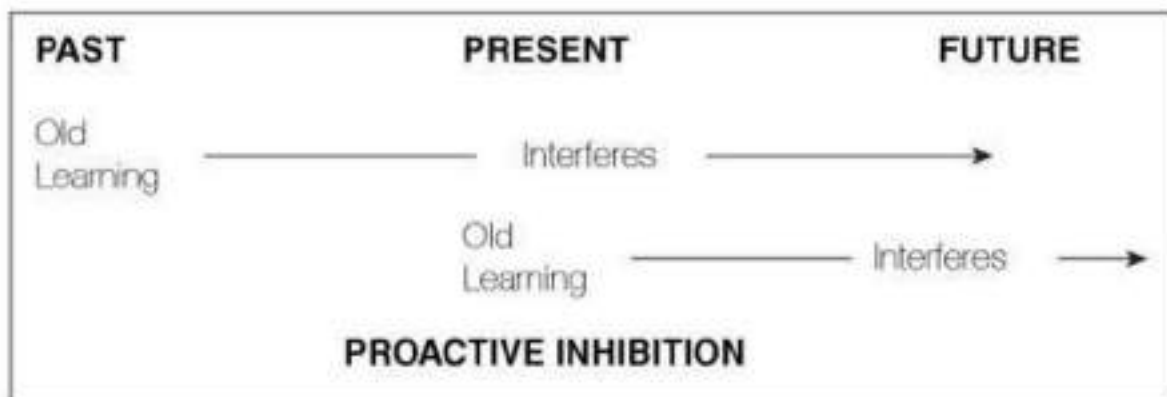 PAST PRESENT FUTURE
Old
Learning Interferes
Old
Learning Interferes
PROACTIVE INHIBITION